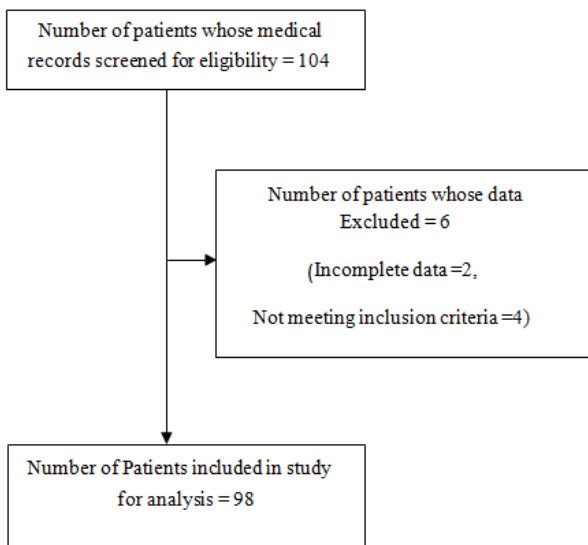 Number of patients whose medical
records screened for eligibility = 104
Number of patients whose data
Excluded = 6
(Incomplete data =2,
Not meeting inclusion criteria =4)
Number of Patients included in study
for analysis = 98